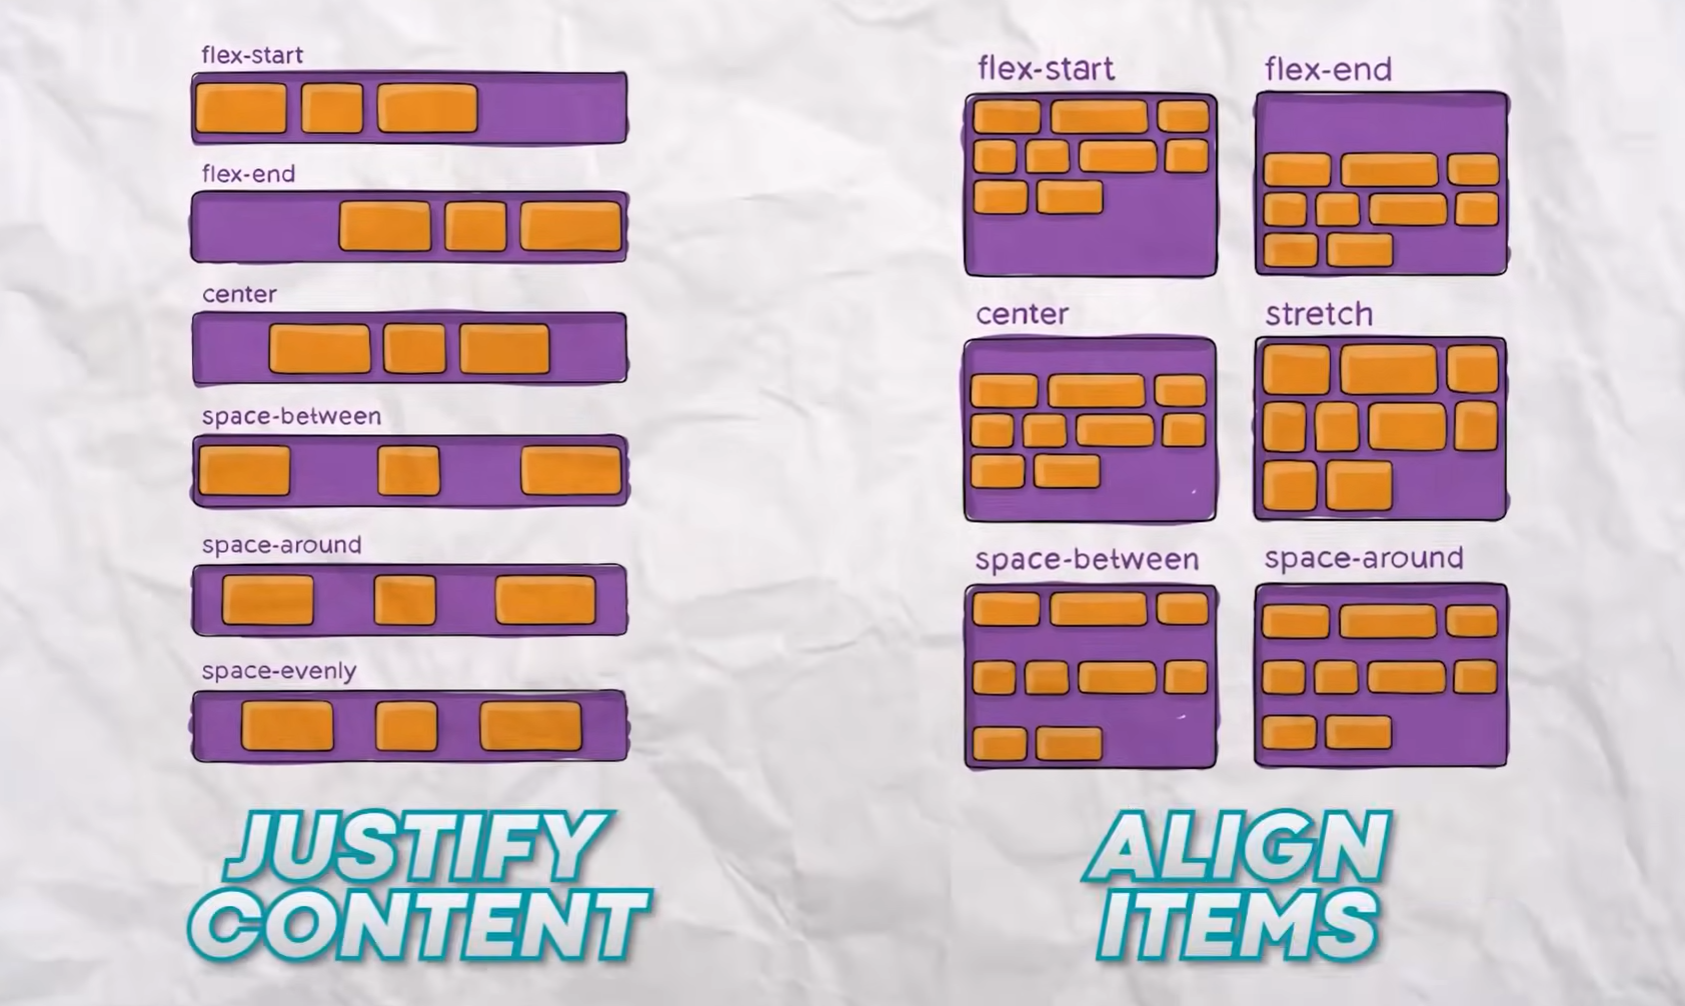 flex-start
flex-end
center
space-between
space-around
space-evenly
JUSTIFY
CONTENT
flex-start
flex-end
center
stretch
space-between
space-around
ALIGN
ITEMS